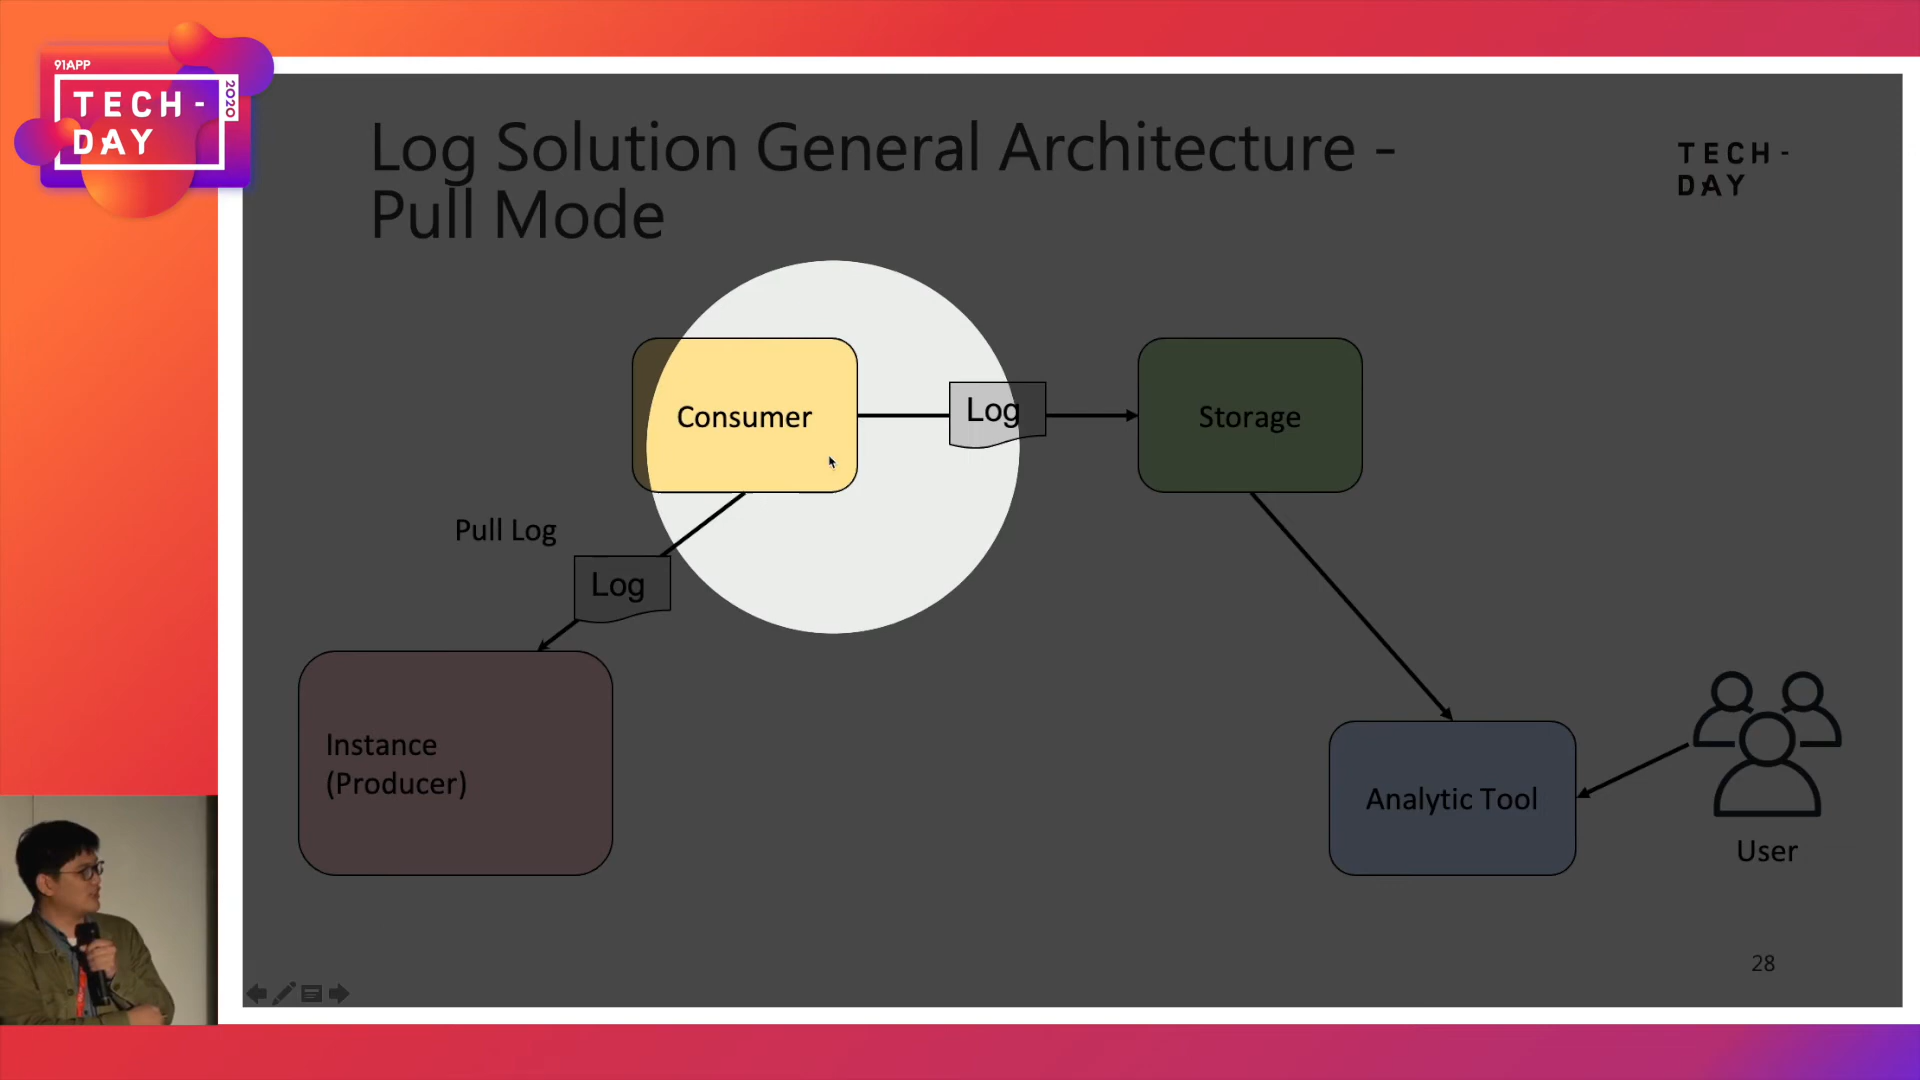 91APP
TECH-
DAY
2020
Log Solution General Architecture -
Pull Mode
TECH-
DAY
Consumer
Log
Storage
Pull Log
Log
Instance
(Producer)
Analytic Tool
User
28